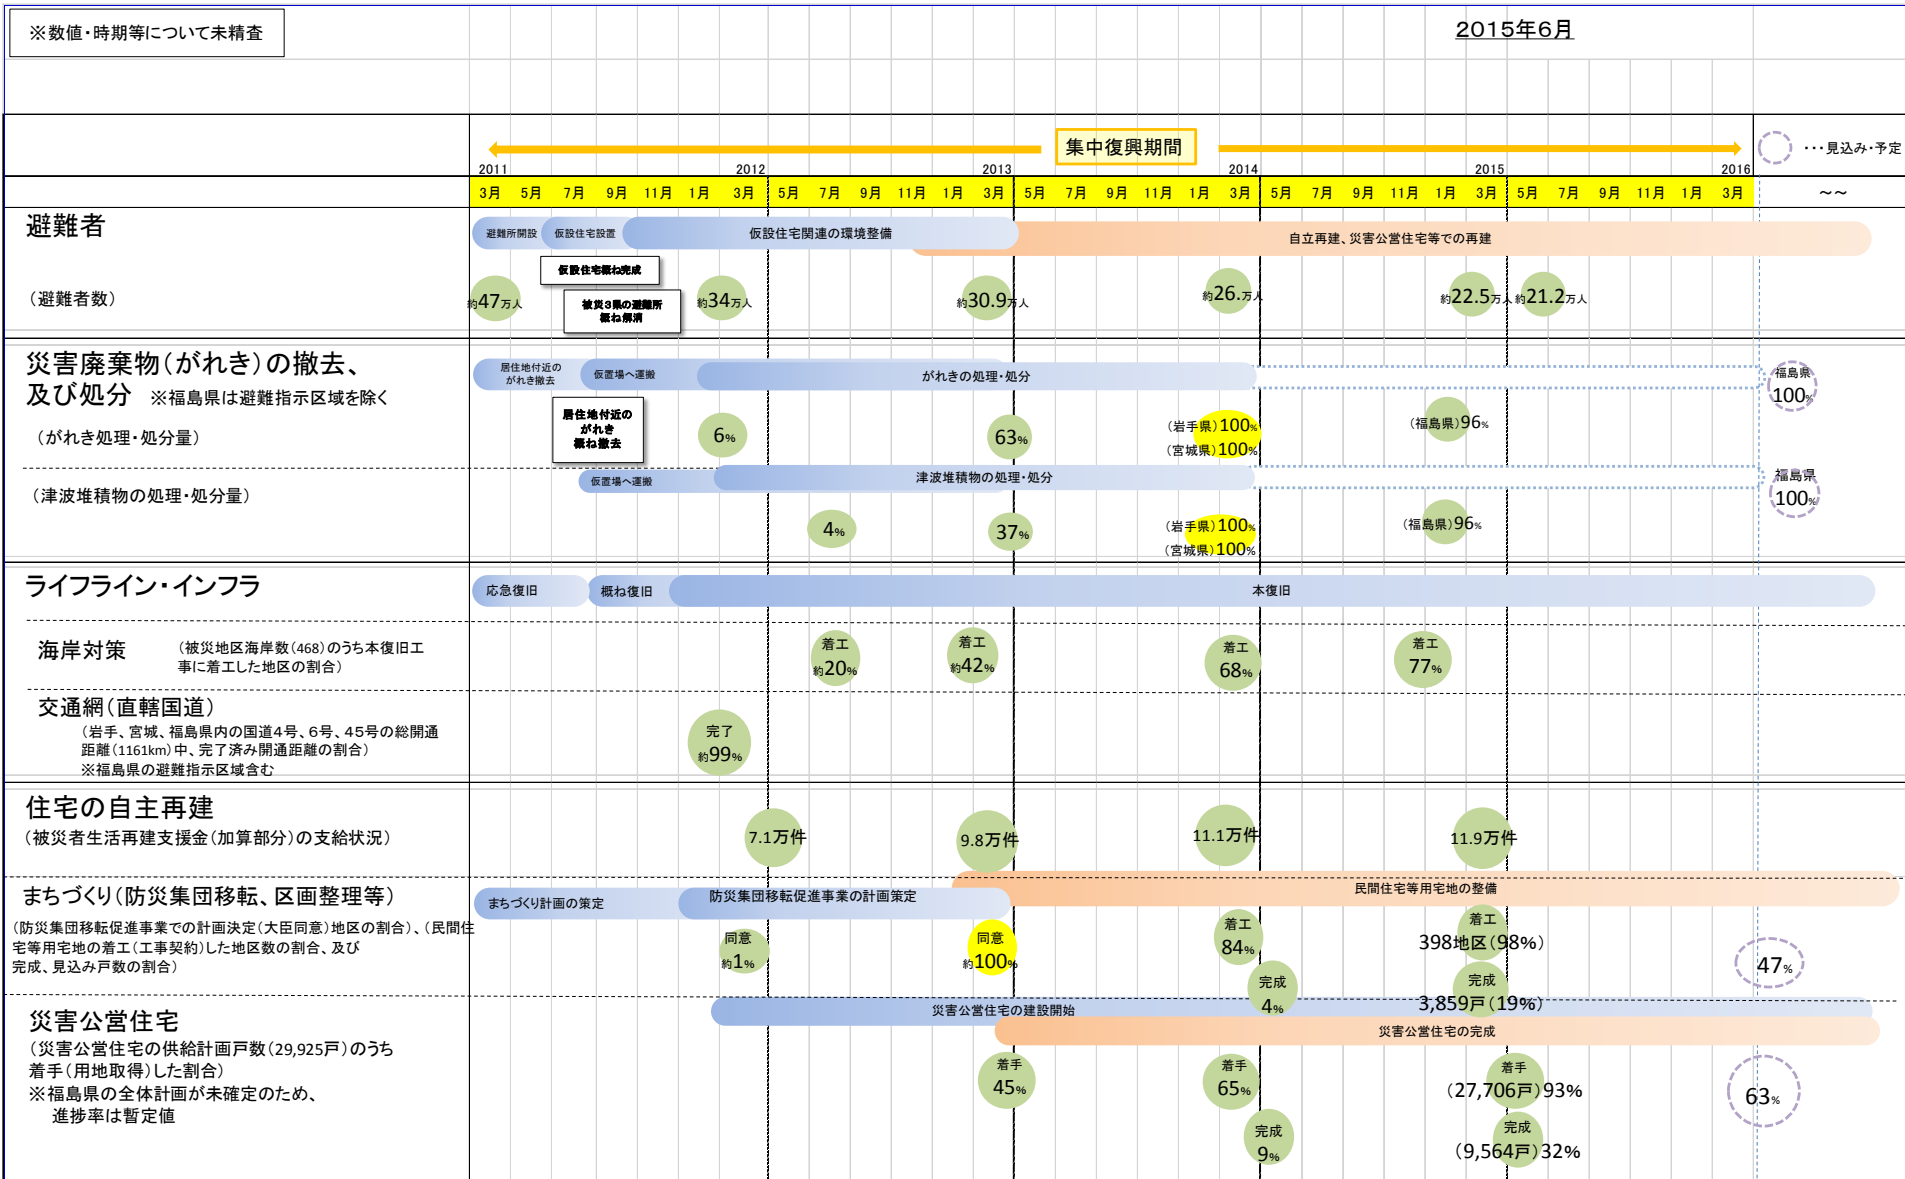 ※数値・時期等について未精査
2015年6月
集中復興期間
・・・見込み・予定
2011
2012
2013
2014
2015
2016
3月 5月 7月 9月 11月 1月 3月 5月 7月 9月 11月 1月 3月 5月 7月 9月 11月 1月 3月 5月 7月 9月 11月 1月 3月 5月 7月 9月 11月 1月 3月 ~~
避難者
避難所開設
仮設住宅設置
仮設住宅関連の環境整備
自立再建、災害公営住宅等での再建
仮設住宅概ね完成
被災3県の避難所
概ね解消
(避難者数)
約47万人
約34万人
約30.9万人
約26.万人
約22.5万人
約21.2万人
災害廃棄物(がれき)の撤去、
及び処分 ※福島県は避難指示区域を除く
(がれき処理・処分量)
居住地付近の
がれき撤去
仮置場へ運搬
がれきの処理・処分
居住地付近の
がれき
概ね撤去
6%
63%
(岩手県)100%
(宮城県)100%
(福島県)96%
福島県
100%
(津波堆積物の処理・処分量)
仮置場へ運搬
津波堆積物の処理・処分
4%
37%
(岩手県)100%
(宮城県)100%
(福島県)96%
福島県
100%
ライフライン・インフラ
応急復旧
概ね復旧
本復旧
海岸対策
(被災地区海岸数(468)のうち本復旧工
事に着工した地区の割合)
着工
約20%
着工
約42%
着工
68%
着工
77%
交通網(直轄国道)
(岩手、宮城、福島県内の国道4号、6号、45号の総開通
距離(1161km)中、完了済み開通距離の割合)
※福島県の避難指示区域含む
完了
約99%
住宅の自主再建
(被災者生活再建支援金(加算部分)の支給状況)
7.1万件
9.8万件
11.1万件
11.9万件
まちづくり(防災集団移転、区画整理等)
(防災集団移転促進事業での計画決定(大臣同意)地区の割合)、(民間住
宅等用宅地の着工(工事契約)した地区数の割合、及び
完成、見込み戸数の割合)
まちづくり計画の策定
防災集団移転促進事業の計画策定
民間住宅等用宅地の整備
同意
約1%
同意
約100%
着工
84%
完成
4%
着工
398地区(98%)
完成
3,859戸(19%)
47%
災害公営住宅
(災害公営住宅の供給計画戸数(29,925戸)のうち
着手(用地取得)した割合)
※福島県の全体計画が未確定のため、
進捗率は暫定値
災害公営住宅の建設開始
災害公営住宅の完成
着手
45%
着手
65%
完成
9%
着手
(27,706戸)93%
完成
(9,564戸)32%
63%